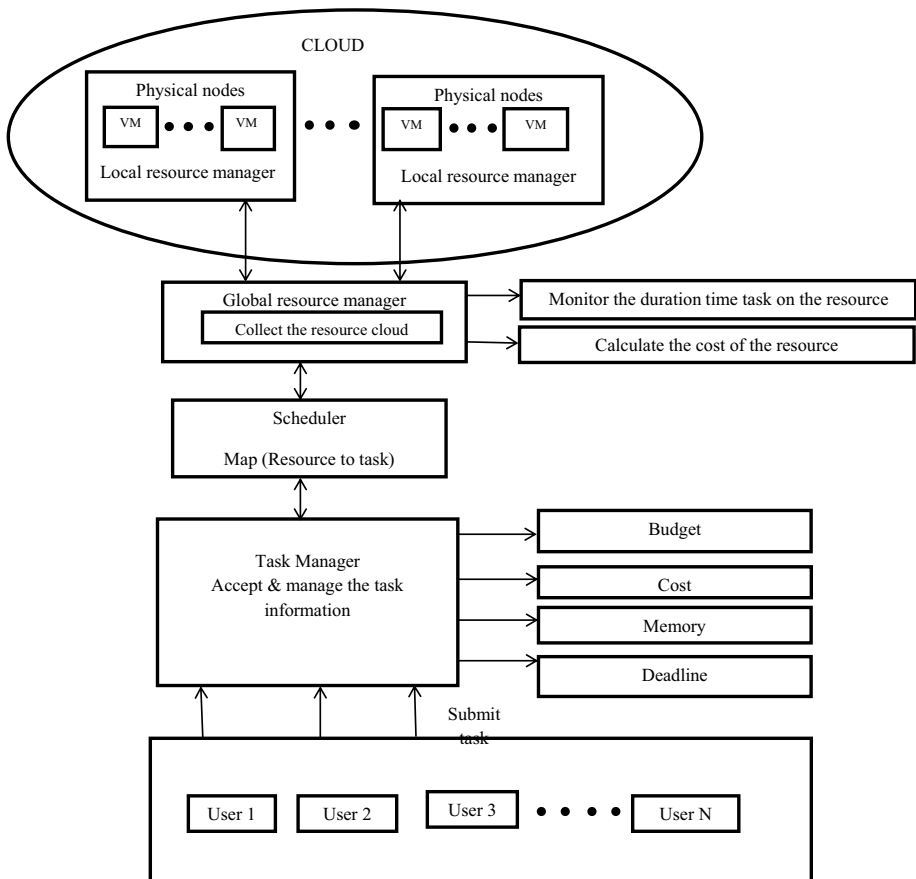 CLOUD
Physical nodes
VM
VM
Local resource manager
Physical nodes
VM
VM
Local resource manager
Global resource manager
Collect the resource cloud
Monitor the duration time task on the resource
Calculate the cost of the resource
Scheduler
Map (Resource to task)
Task Manager
Accept & manage the task
information
Budget
Cost
Memory
Deadline
Submit
task
User 1
User 2
User 3
User N